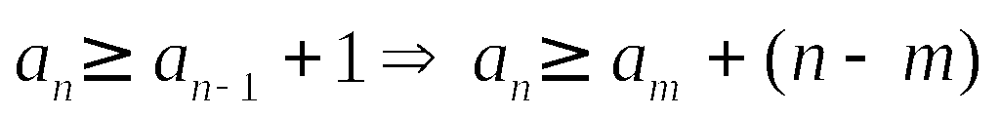 aₙ ≥ aₙ₋₁ + 1 ⇒ aₙ ≥ aₘ + (n - m)